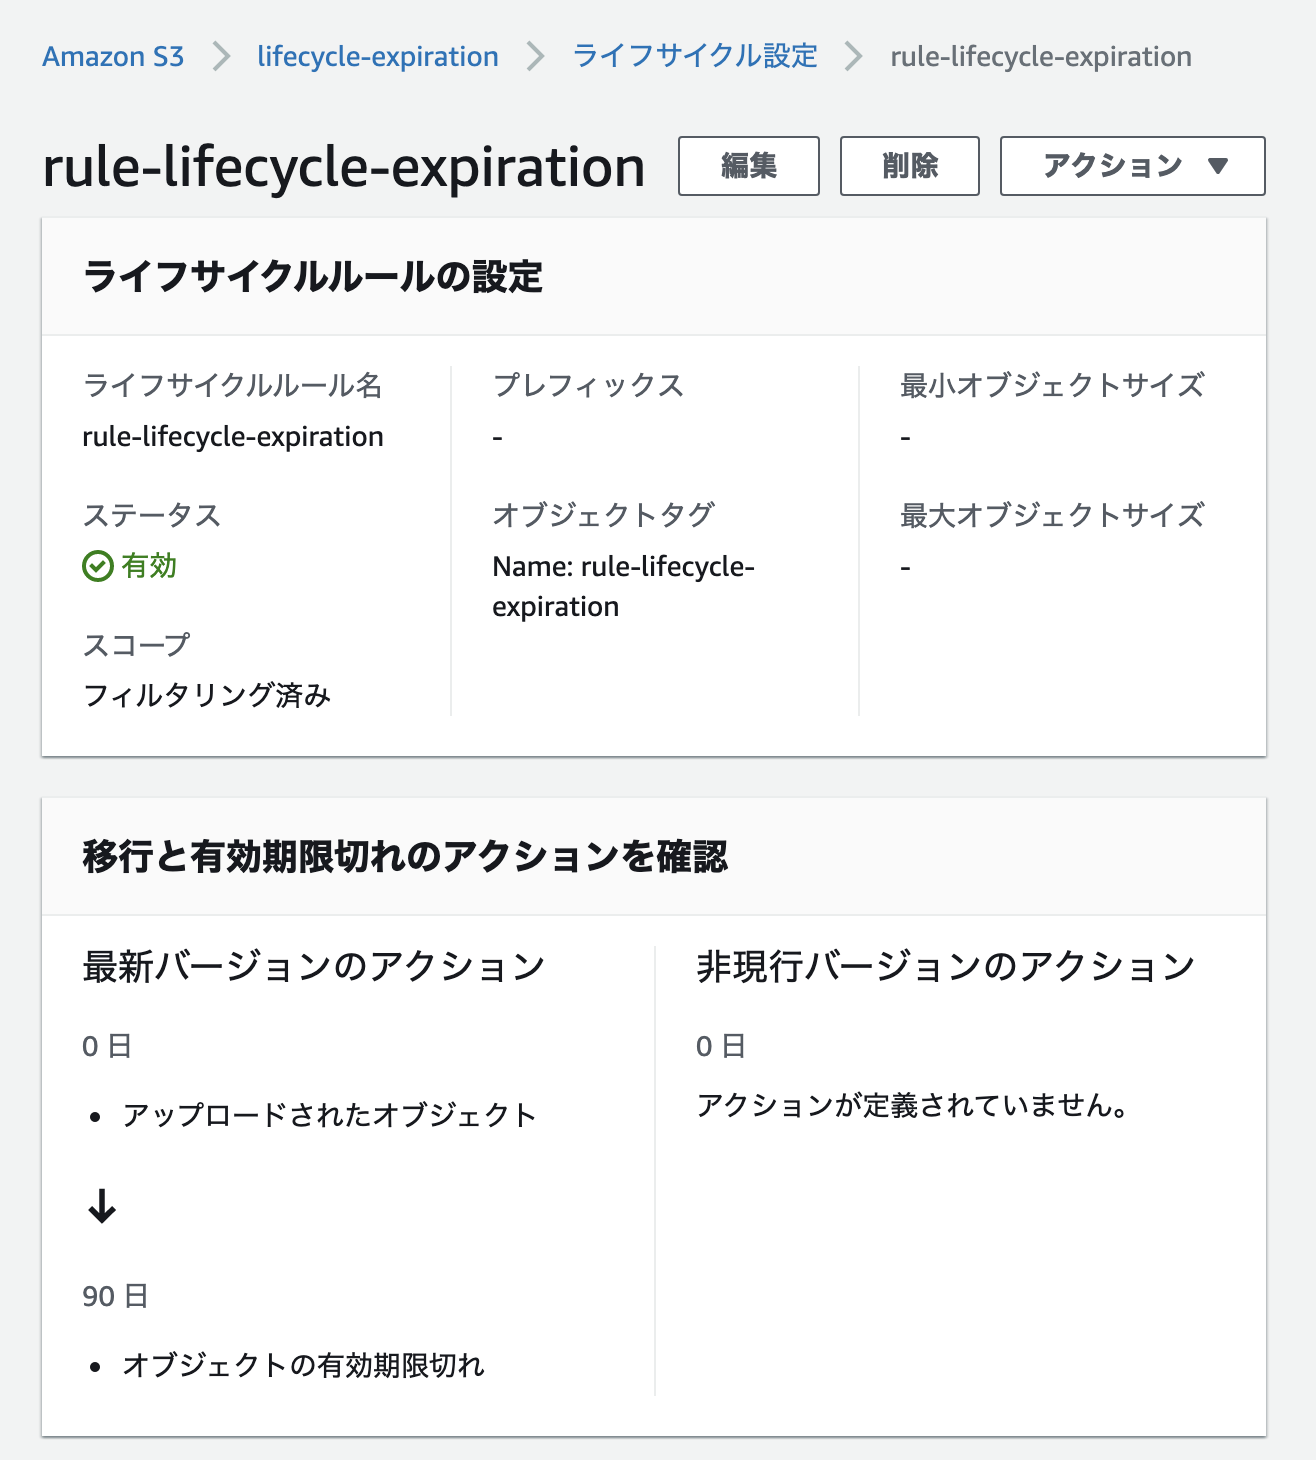 Amazon S3 > lifecycle-expiration > ライフサイクル設定 > rule-lifecycle-expiration
rule-lifecycle-expiration 編集 削除 アクション ▼
ライフサイクルルールの設定
ライフサイクルルール名
rule-lifecycle-expiration
ステータス
有効
スコープ
フィルタリング済み
プレフィックス
-
オブジェクトタグ
Name: rule-lifecycle-
expiration
最小オブジェクトサイズ
-
最大オブジェクトサイズ
-
移行と有効期限切れのアクションを確認
最新バージョンのアクション
0 日
• アップロードされたオブジェクト
↓
90 日
• オブジェクトの有効期限切れ
非現行バージョンのアクション
0 日
アクションが定義されていません。